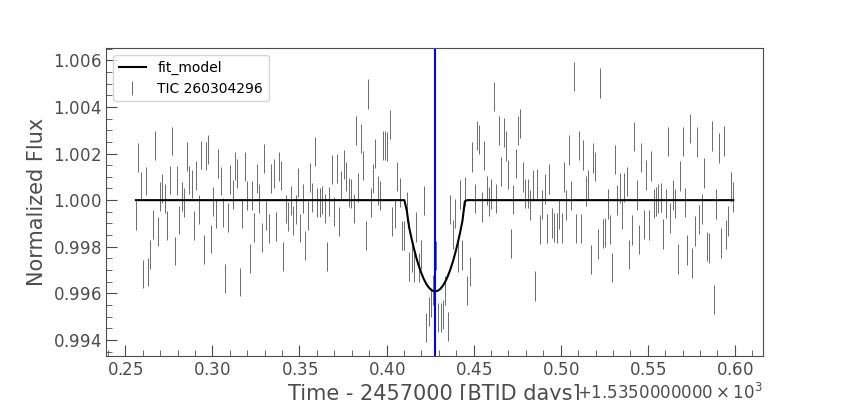 1.006
1.004
1.002
1.000
0.998
0.996
0.994
Normalized Flux
fit_model
TIC 260304296
0.25 0.30 0.35 0.40 0.45 0.50 0.55 0.60
Time - 2457000 [BTJD days]
+1.5350000000 × 10³